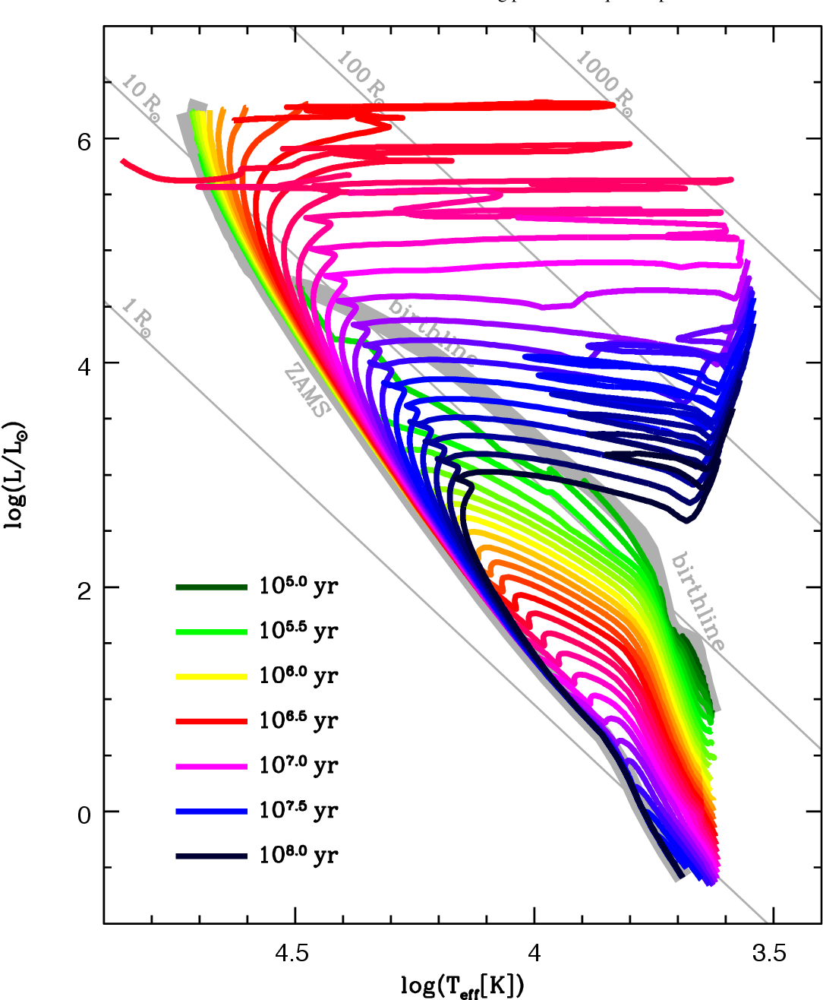 10 R☉
100 R☉
1000 R☉
1 R☉
birthline
ZAMS
birthline
6
4
2
0
log(L/L☉)
10^5.0 yr
10^5.5 yr
10^6.0 yr
10^6.5 yr
10^7.0 yr
10^7.5 yr
10^8.0 yr
4.5
4
3.5
log(T_eff[K])